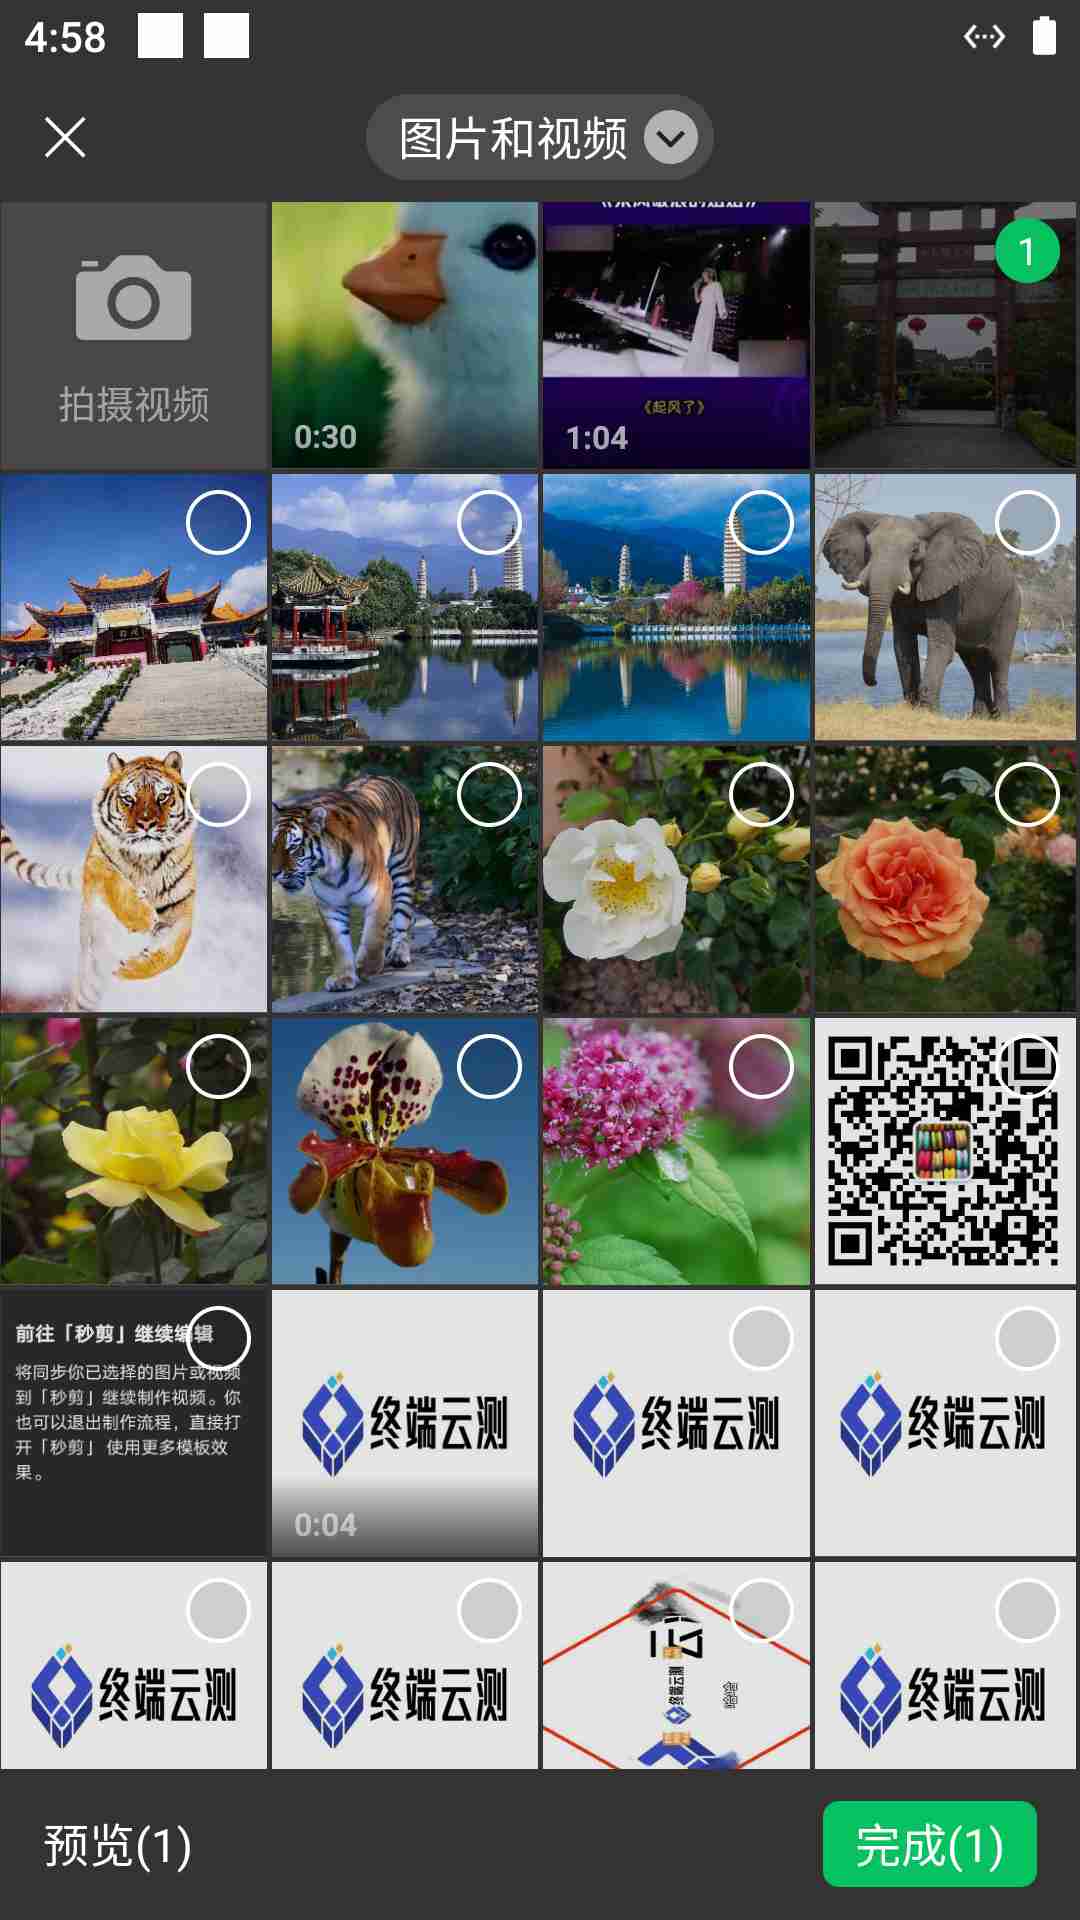 4:58
图片和视频
拍摄视频
0:30
《起风了》
1:04
1
前往「秒剪」继续编辑
将同步你已选择的图片或视频
到「秒剪」继续制作视频。你
也可以退出制作流程，直接打
开「秒剪」使用更多模板效
果。
终端云测
0:04
终端云测
终端云测
终端云测
终端云测
终端云测
终端云测
预览(1)
完成(1)